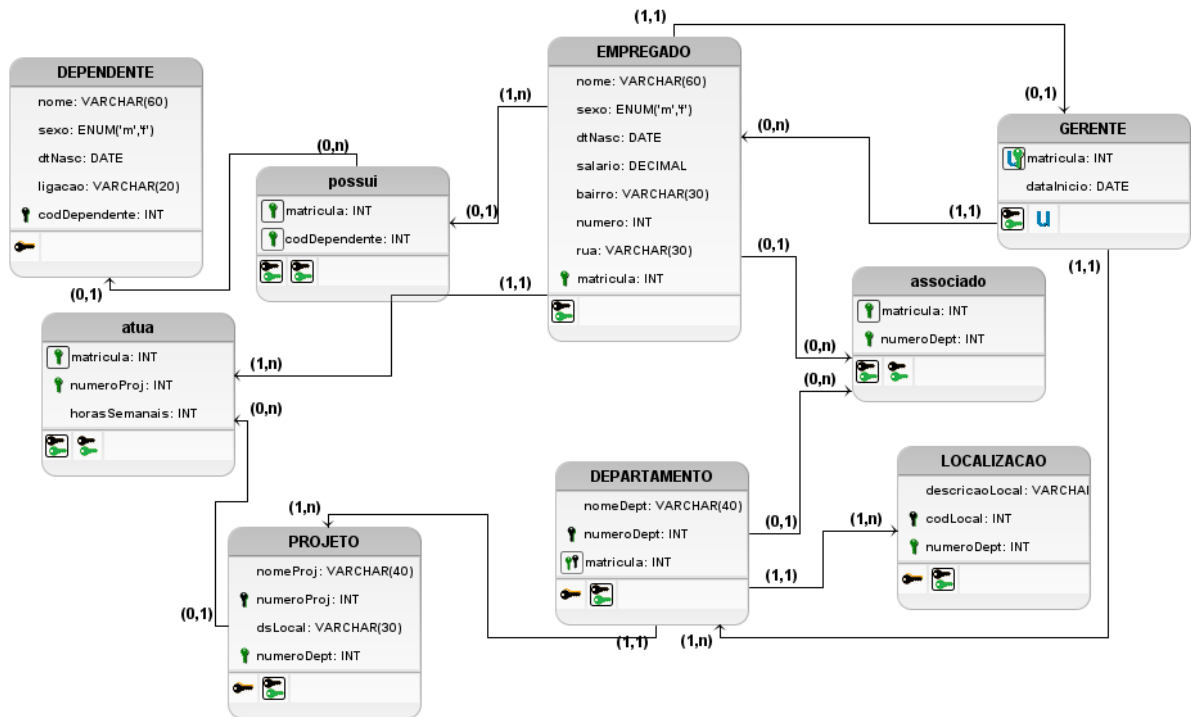 (1,1)
EMPREGADO
nome: VARCHAR(60)
sexo: ENUM('m','f')
dtNasc: DATE
salario: DECIMAL
bairro: VARCHAR(30)
numero: INT
rua: VARCHAR(30)
matricula: INT
DEPENDENTE
nome: VARCHAR(60)
sexo: ENUM('m','f')
dtNasc: DATE
ligacao: VARCHAR(20)
codDependente: INT
(1,n)
(0,n)
possui
matricula: INT
codDependente: INT
(0,1)
(0,1)
(0,n)
GERENTE
matricula: INT
dataInicio: DATE
u
(1,1)
(1,1)
(0,1)
(0,1)
(1,1)
associado
matricula: INT
numeroDept: INT
(0,n)
(0,n)
atua
matricula: INT
numeroProj: INT
horasSemanais: INT
(1,n)
(0,n)
DEPARTAMENTO
nomeDept: VARCHAR(40)
numeroDept: INT
matricula: INT
(0,1)
(1,n)
(1,1)
LOCALIZACAO
descricaoLocal: VARCHAI
codLocal: INT
numeroDept: INT
(1,n)
PROJETO
nomeProj: VARCHAR(40)
numeroProj: INT
dsLocal: VARCHAR(30)
numeroDept: INT
(0,1)
(1,1)
(1,n)